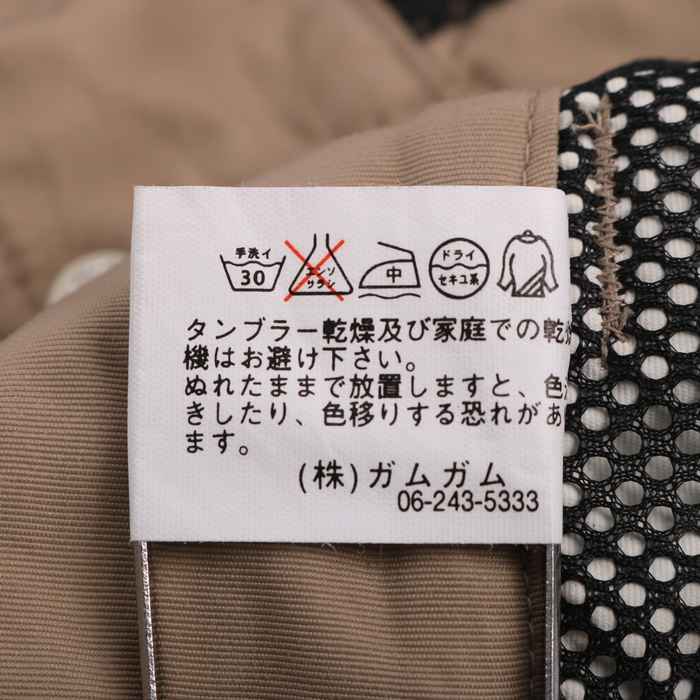 手洗イ 30 エンソ サラシ 中 ドライ セキユ系
タンブラー乾燥及び家庭での乾
機はお避け下さい。
ぬれたままで放置しますと、色
きしたり、色移りする恐れがあ
ます。
(株)ガムガム
06-243-5333